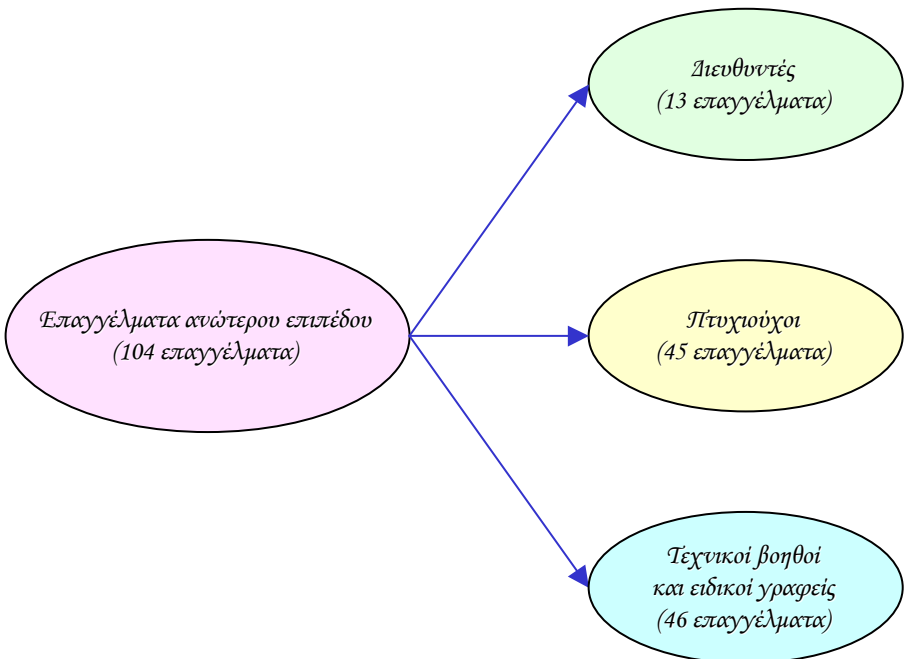 Επαγγέλματα ανώτερου επιπέδου
(104 επαγγέλματα)
Διευθυντές
(13 επαγγέλματα)
Πτυχιούχοι
(45 επαγγέλματα)
Τεχνικοί βοηθοί
και ειδικοί γραφείς
(46 επαγγέλματα)